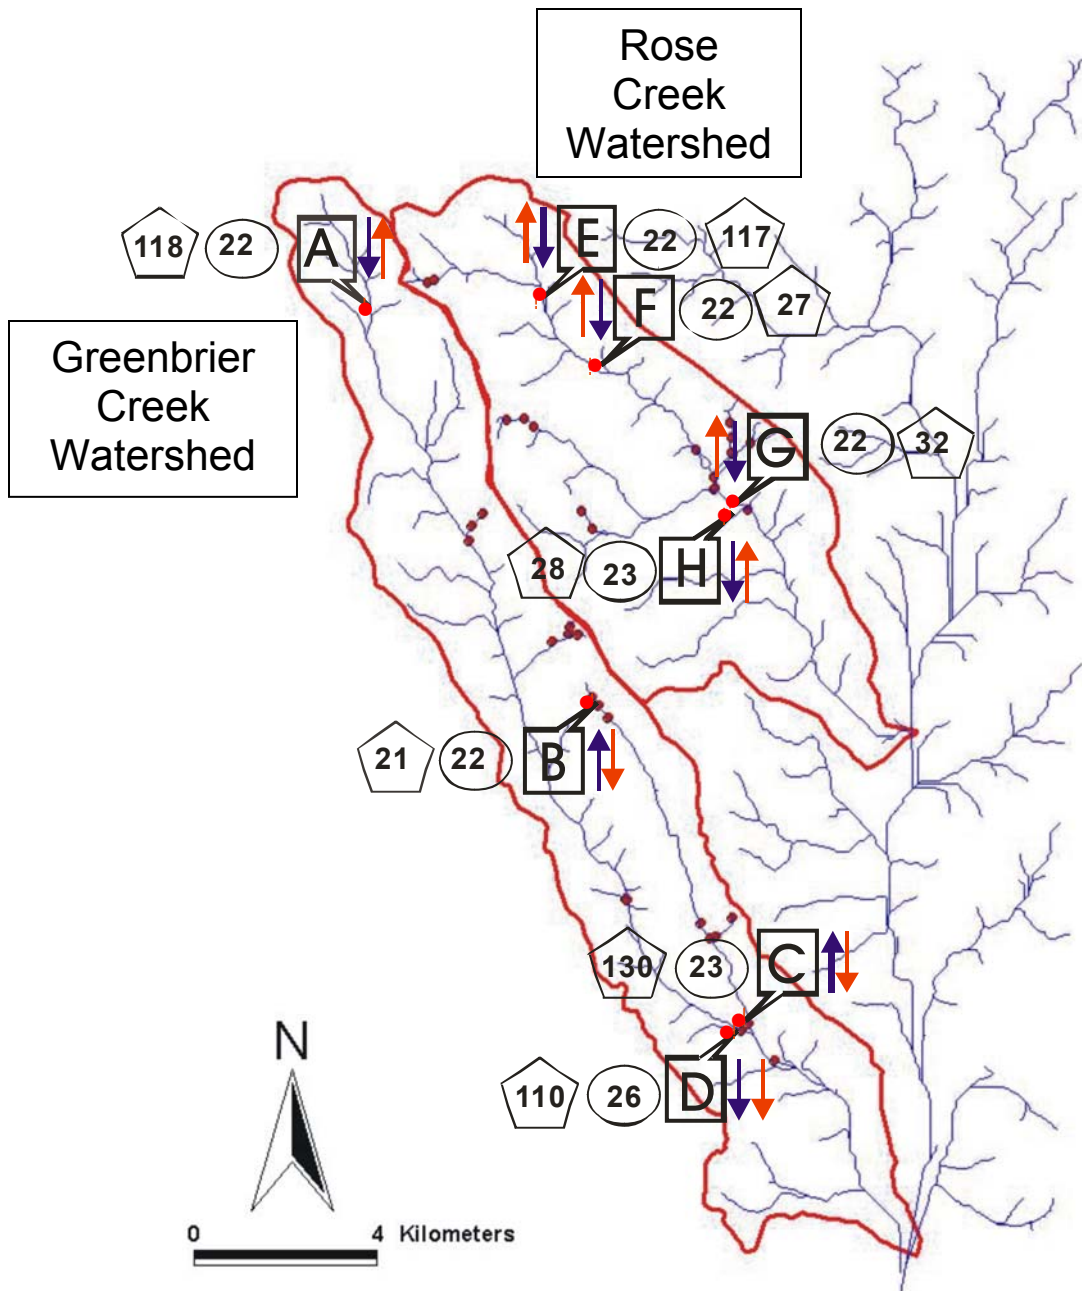 Rose
Creek
Watershed
118 22 A
E 22 117
F 22 27
Greenbrier
Creek
Watershed
G 22 32
28 23 H
21 22 B
130 23 C
110 26 D
N
0 4 Kilometers